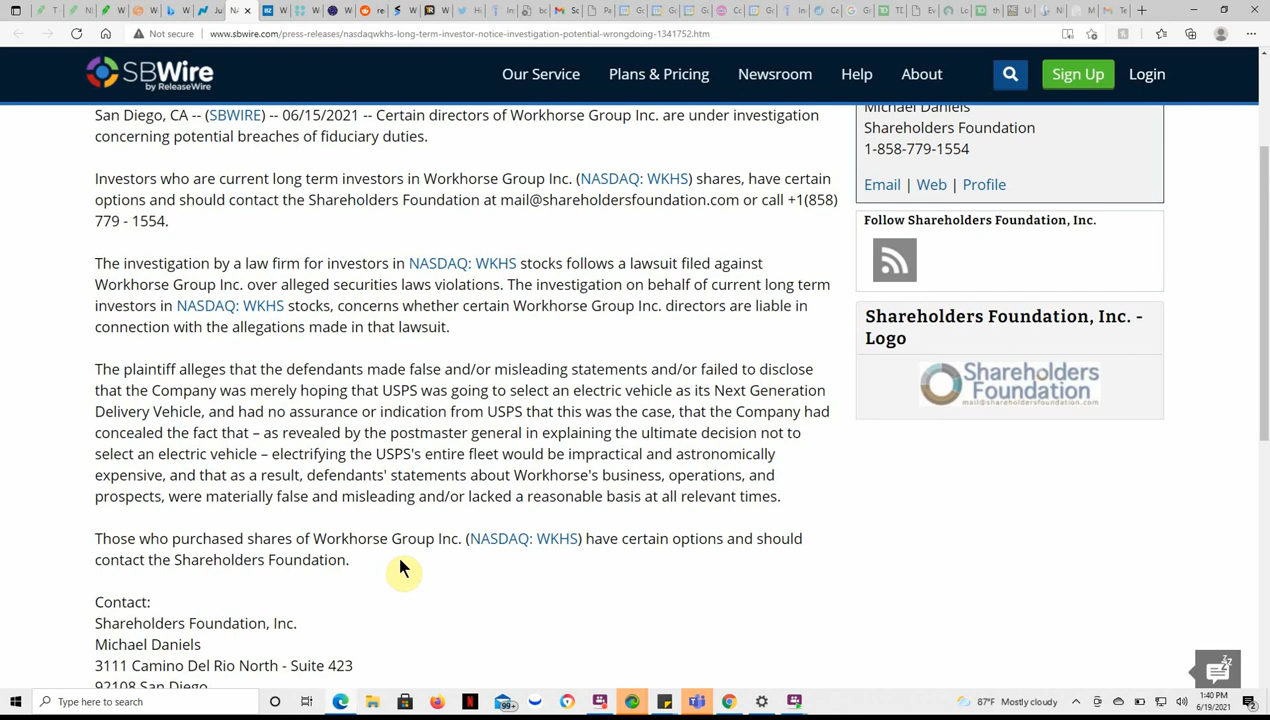 Not secure
www.sbwire.com/press-releases/nasdaqwkhs-long-term-investor-notice-investigation-potential-wrongdoing-1341752.htm
SBWire
by ReleaseWire
Our Service
Plans & Pricing
Newsroom
Help
About
Sign Up
Login
San Diego, CA -- (SBWIRE) -- 06/15/2021 -- Certain directors of Workhorse Group Inc. are under investigation
concerning potential breaches of fiduciary duties.
Investors who are current long term investors in Workhorse Group Inc. (NASDAQ: WKHS) shares, have certain
options and should contact the Shareholders Foundation at mail@shareholdersfoundation.com or call +1(858)
779 - 1554.
The investigation by a law firm for investors in NASDAQ: WKHS stocks follows a lawsuit filed against
Workhorse Group Inc. over alleged securities laws violations. The investigation on behalf of current long term
investors in NASDAQ: WKHS stocks, concerns whether certain Workhorse Group Inc. directors are liable in
connection with the allegations made in that lawsuit.
The plaintiff alleges that the defendants made false and/or misleading statements and/or failed to disclose
that the Company was merely hoping that USPS was going to select an electric vehicle as its Next Generation
Delivery Vehicle, and had no assurance or indication from USPS that this was the case, that the Company had
concealed the fact that – as revealed by the postmaster general in explaining the ultimate decision not to
select an electric vehicle – electrifying the USPS's entire fleet would be impractical and astronomically
expensive, and that as a result, defendants' statements about Workhorse's business, operations, and
prospects, were materially false and misleading and/or lacked a reasonable basis at all relevant times.
Those who purchased shares of Workhorse Group Inc. (NASDAQ: WKHS) have certain options and should
contact the Shareholders Foundation.
Contact:
Shareholders Foundation, Inc.
Michael Daniels
3111 Camino Del Rio North - Suite 423
92108 San Diego
Michael Daniels
Shareholders Foundation
1-858-779-1554
Email | Web | Profile
Follow Shareholders Foundation, Inc.
Shareholders Foundation, Inc. -
Logo
Shareholders
Foundation
mail@shareholdersfoundation.com
Type here to search
99+
87°F Mostly cloudy
1:40 PM
6/19/2021
2